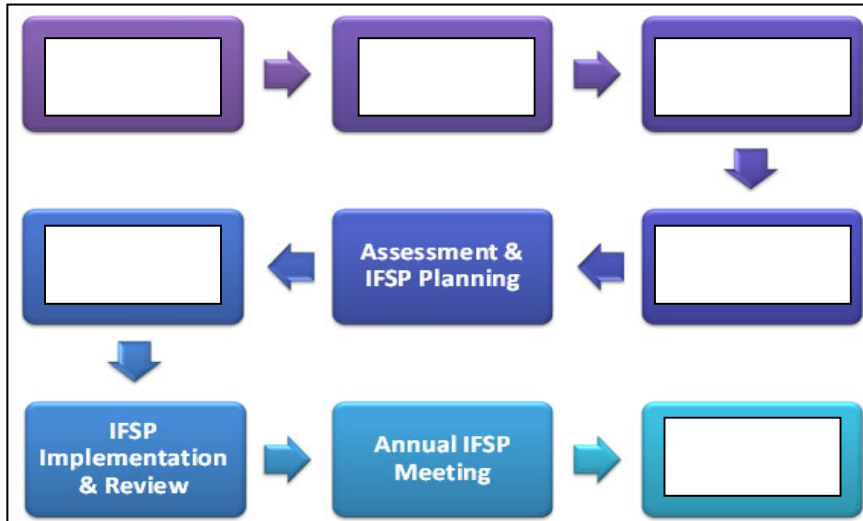 Assessment &
IFSP Planning
IFSP
Implementation
& Review
Annual IFSP
Meeting